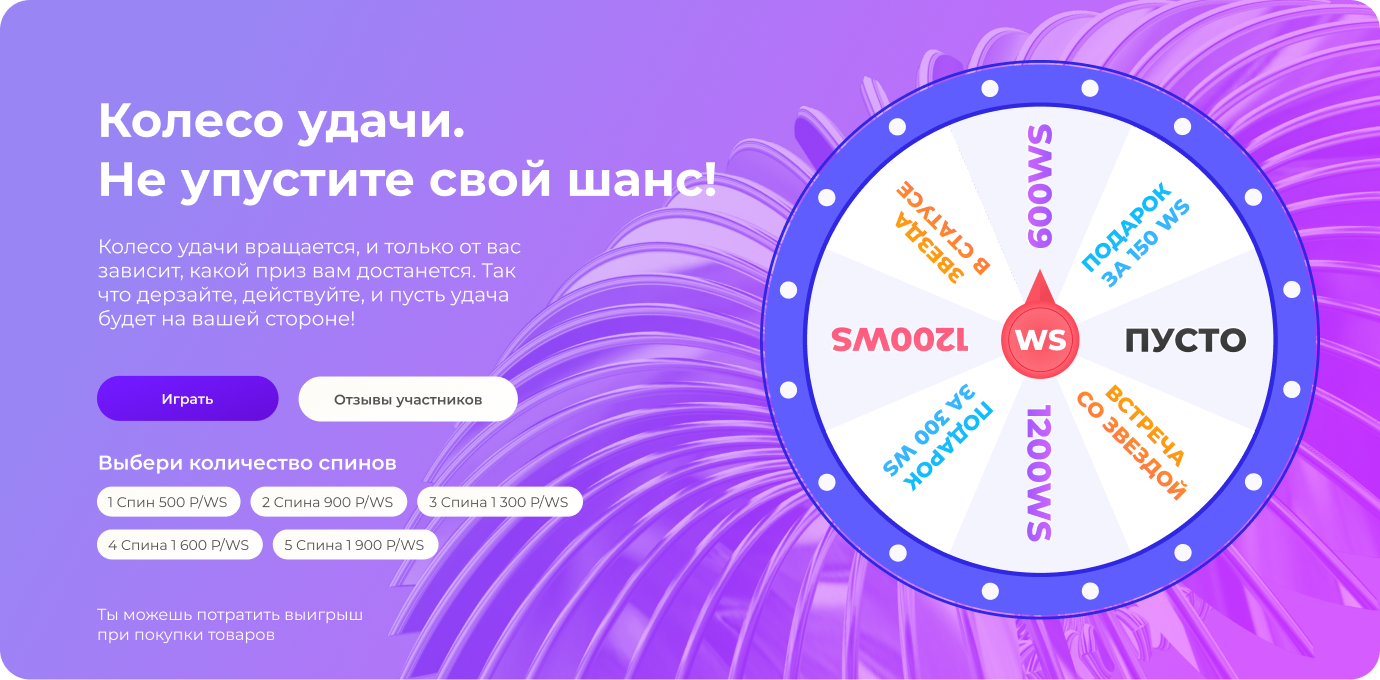 Колесо удачи.
Не упустите свой шанс!
Колесо удачи вращается, и только от вас
зависит, какой приз вам достанется. Так
что дерзайте, действуйте, и пусть удача
будет на вашей стороне!
Играть
Отзывы участников
Выбери количество спинов
1 Спин 500 P/WS
2 Спина 900 P/WS
3 Спина 1 300 P/WS
4 Спина 1 600 P/WS
5 Спина 1 900 P/WS
Ты можешь потратить выигрыш
при покупки товаров
600WS
ПОДАРОК
ЗА 150 WS
ПУСТО
ВСТРЕЧА
СО ЗВЕЗДОЙ
1200WS
ПОДАРОК
ЗА 300 WS
1200WS
ЗВЕЗДА
В СТАТУСЕ
WS